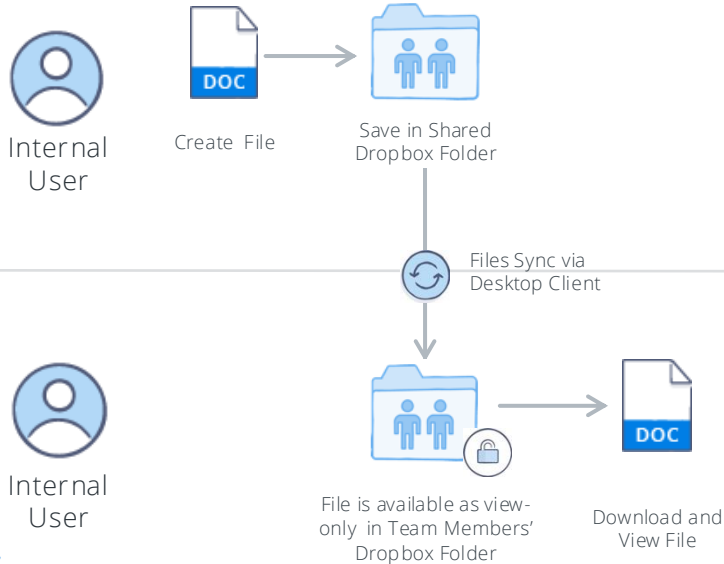 DOC
Internal
User
Create File
Save in Shared
Dropbox Folder
Files Sync via
Desktop Client
Internal
User
File is available as view-
only in Team Members’
Dropbox Folder
DOC
Download and
View File